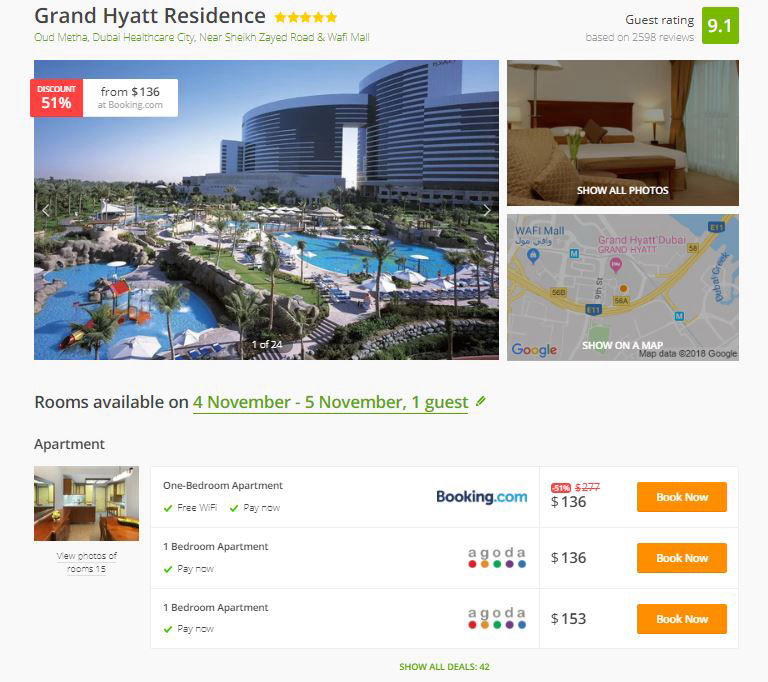 Grand Hyatt Residence
Oud Metha, Dubai Healthcare City, Near Sheikh Zayed Road & Wafi Mall
Guest rating
based on 2598 reviews
9.1
DISCOUNT
51%
from $136
at Booking.com
HYATT
1 of 24
SHOW ALL PHOTOS
WAFI Mall
وافي مول
Grand Hyatt Dubai
GRAND HYATT
E11
58
Dubai Creek
M
9th St
56B
56A
E11
M
Google
SHOW ON A MAP
Map data ©2018 Google
Rooms available on 4 November - 5 November, 1 guest
Apartment
View photos of
rooms 15
One-Bedroom Apartment
Free WiFi Pay now
Booking.com
-51% $277
$136
Book Now
1 Bedroom Apartment
Pay now
agoda
$136
Book Now
1 Bedroom Apartment
Pay now
agoda
$153
Book Now
SHOW ALL DEALS: 42